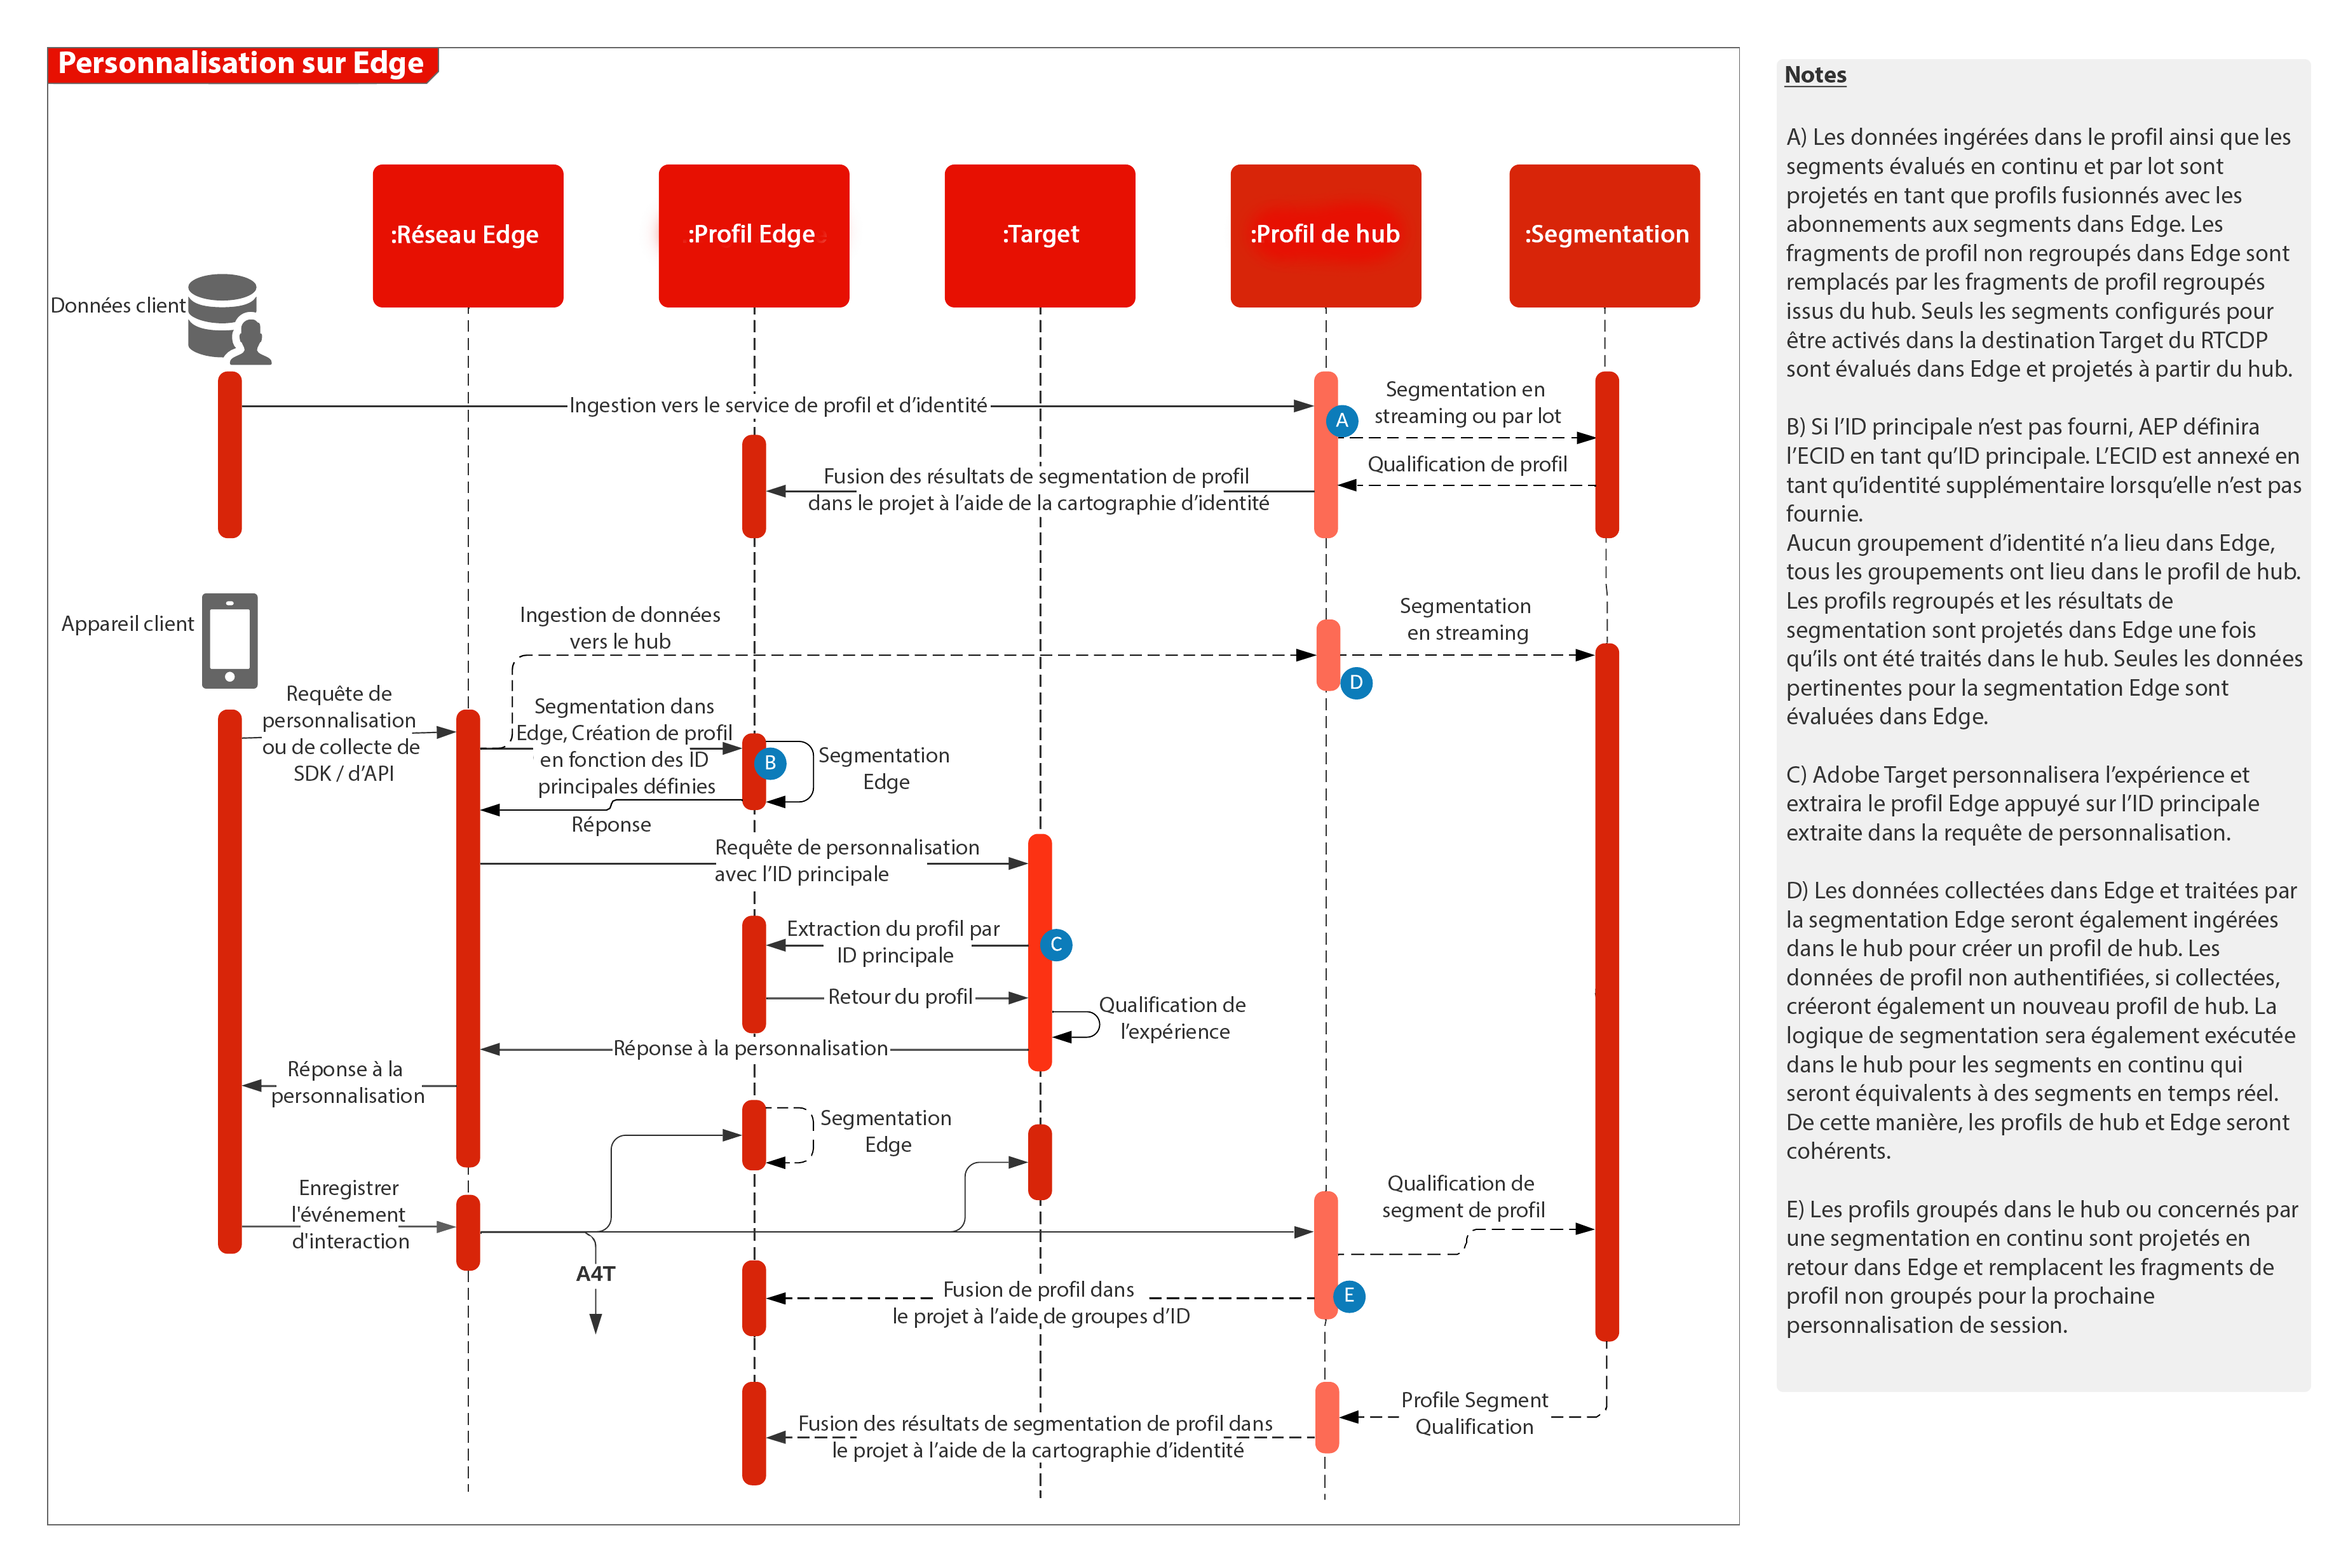 Personnalisation sur Edge
:Réseau Edge
:Profil Edge
:Target
:Profil de hub
:Segmentation
Données client
Ingestion vers le service de profil et d’identité
A
Segmentation en
streaming ou par lot
Qualification de profil
Fusion des résultats de segmentation de profil
dans le projet à l’aide de la cartographie d’identité
Appareil client
Ingestion de données
vers le hub
Segmentation
en streaming
D
Requête de
personnalisation
ou de collecte de
SDK / d’API
Segmentation dans
Edge, Création de profil
en fonction des ID
principales définies
B
Segmentation
Edge
Réponse
Requête de personnalisation
avec l’ID principale
Extraction du profil par
ID principale
C
Retour du profil
Qualification de
l’expérience
Réponse à la personnalisation
Réponse à la
personnalisation
Segmentation
Edge
Enregistrer
l'événement
d'interaction
A4T
Qualification de
segment de profil
Fusion de profil dans
le projet à l’aide de groupes d’ID
E
Profile Segment
Qualification
Fusion des résultats de segmentation de profil dans
le projet à l’aide de la cartographie d’identité
Notes
A) Les données ingérées dans le profil ainsi que les
segments évalués en continu et par lot sont
projetés en tant que profils fusionnés avec les
abonnements aux segments dans Edge. Les
fragments de profil non regroupés dans Edge sont
remplacés par les fragments de profil regroupés
issus du hub. Seuls les segments configurés pour
être activés dans la destination Target du RTCDP
sont évalués dans Edge et projetés à partir du hub.
B) Si l’ID principale n’est pas fourni, AEP définira
l’ECID en tant qu’ID principale. L’ECID est annexé en
tant qu’identité supplémentaire lorsqu’elle n’est pas
fournie.
Aucun groupement d’identité n’a lieu dans Edge,
tous les groupements ont lieu dans le profil de hub.
Les profils regroupés et les résultats de
segmentation sont projetés dans Edge une fois
qu’ils ont été traités dans le hub. Seules les données
pertinentes pour la segmentation Edge sont
évaluées dans Edge.
C) Adobe Target personnalisera l’expérience et
extraira le profil Edge appuyé sur l’ID principale
extraite dans la requête de personnalisation.
D) Les données collectées dans Edge et traitées par
la segmentation Edge seront également ingérées
dans le hub pour créer un profil de hub. Les
données de profil non authentifiées, si collectées,
créeront également un nouveau profil de hub. La
logique de segmentation sera également exécutée
dans le hub pour les segments en continu qui
seront équivalents à des segments en temps réel.
De cette manière, les profils de hub et Edge seront
cohérents.
E) Les profils groupés dans le hub ou concernés par
une segmentation en continu sont projetés en
retour dans Edge et remplacent les fragments de
profil non groupés pour la prochaine
personnalisation de session.